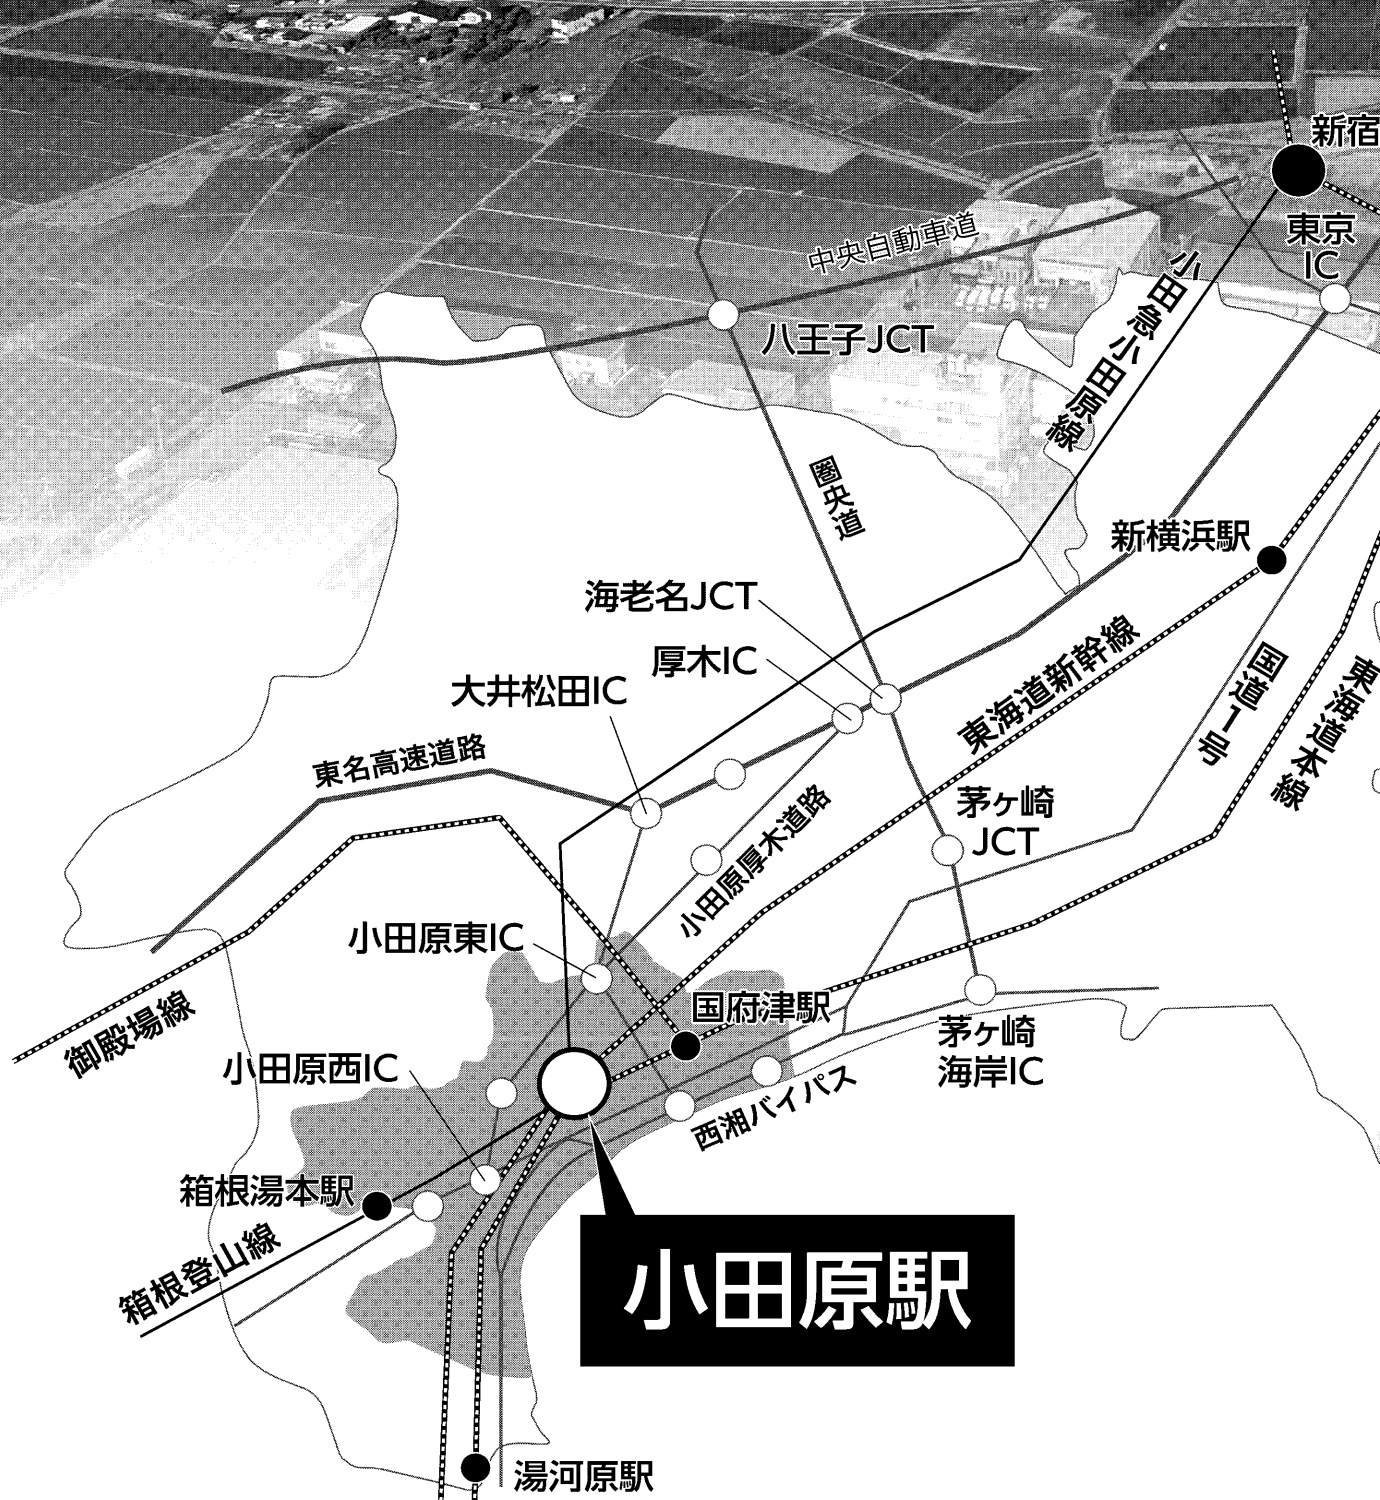 新宿
東京
IC
中央自動車道
小田急小田原線
八王子JCT
圏央道
新横浜駅
海老名JCT
厚木IC
東海道新幹線
国道1号
東海道本線
大井松田IC
東名高速道路
茅ヶ崎
JCT
小田原厚木道路
小田原東IC
国府津駅
御殿場線
茅ヶ崎
海岸IC
小田原西IC
西湘バイパス
箱根湯本駅
箱根登山線
小田原駅
湯河原駅